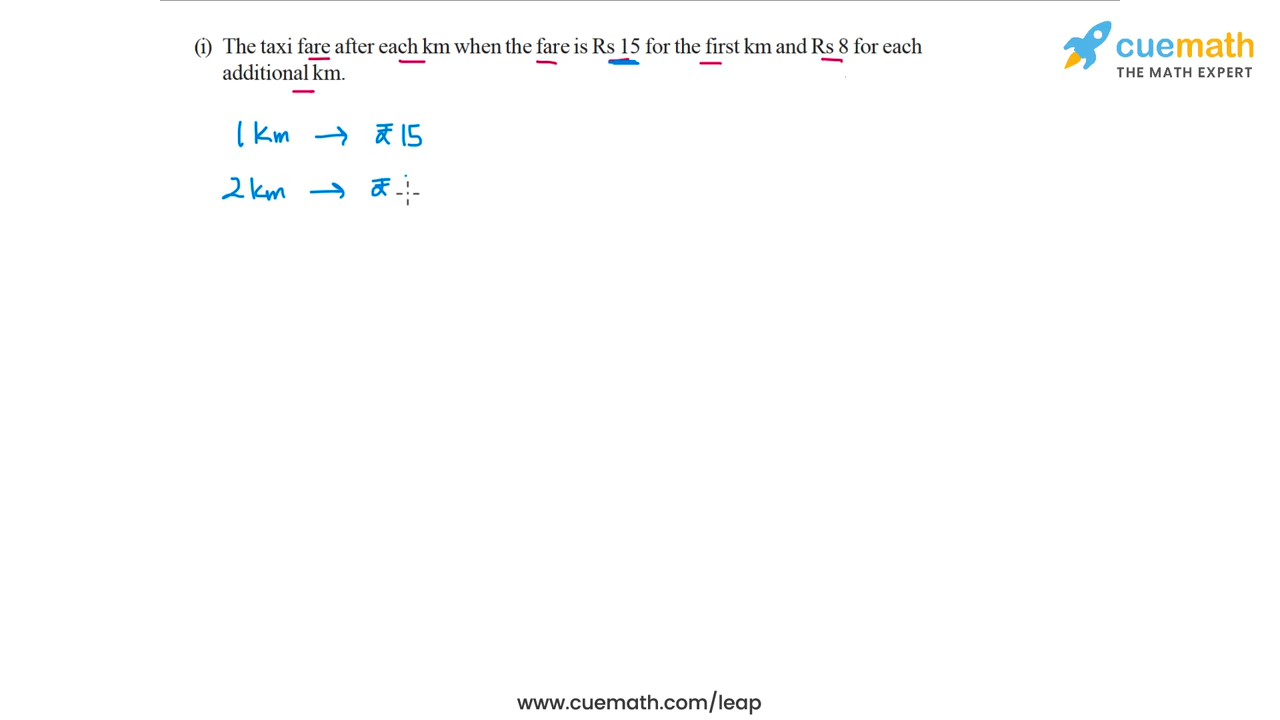 (i) The taxi fare after each km when the fare is Rs 15 for the first km and Rs 8 for each
additional km.
cuemath
THE MATH EXPERT
1 km → ₹ 15
2 km → ₹
www.cuemath.com/leap